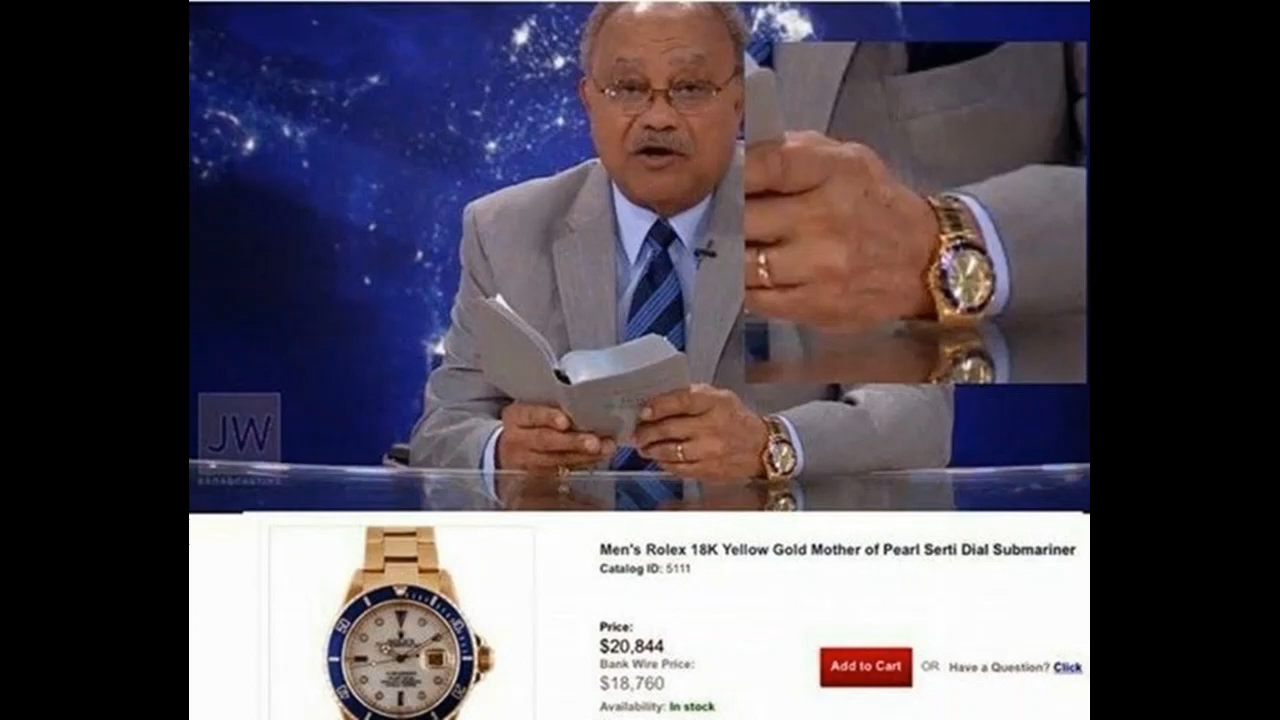 JW
BROADCASTING
Men's Rolex 18K Yellow Gold Mother of Pearl Serti Dial Submariner
Catalog ID: 5111
Price:
$20,844
Bank Wire Price:
$18,760
Add to Cart OR Have a Question? Click
Availability: In stock